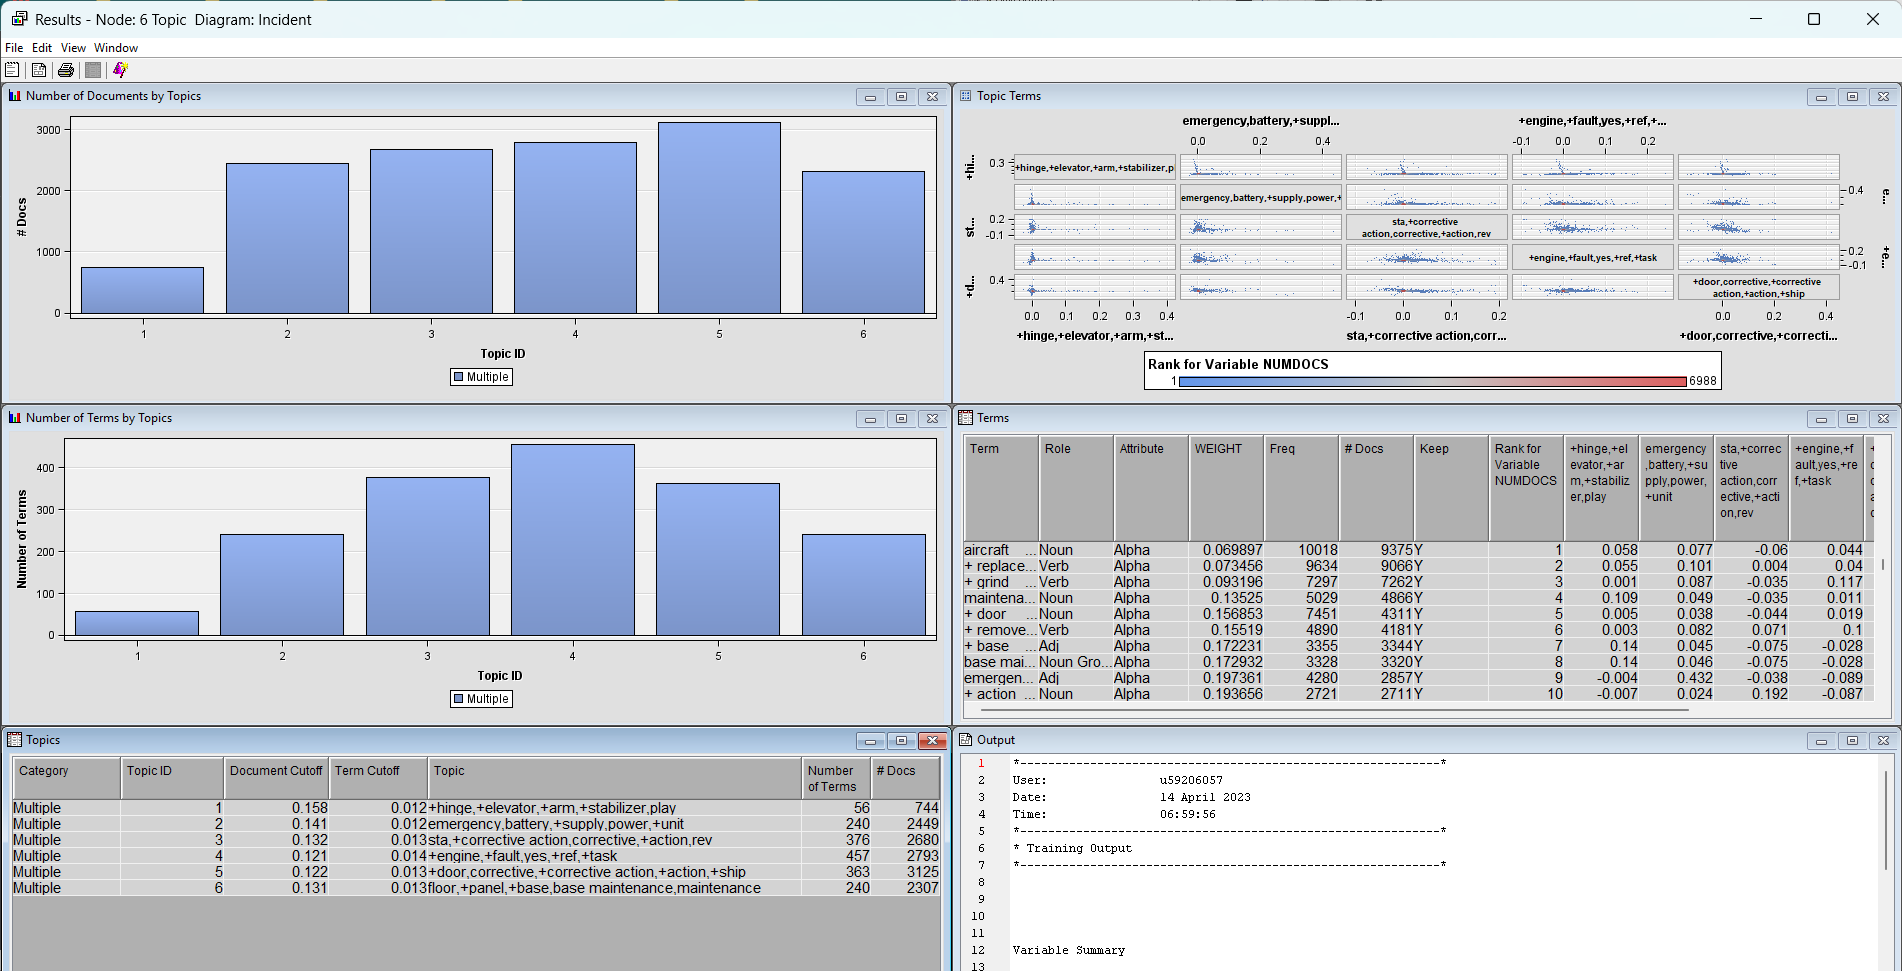 Results - Node: 6 Topic  Diagram: Incident
File Edit View Window
Number of Documents by Topics
3000
2000
1000
0
# Docs
1 2 3 4 5 6
Topic ID
Multiple
Topic Terms
emergency,battery,+suppl... +engine,+fault,yes,+ref,+...
0.0 0.2 0.4 -0.1 0.0 0.1 0.2
+hi... 0.3 +hinge,+elevator,+arm,+stabilizer,p
emergency,battery,+supply,power,+ 0.4 e...
st... 0.2 -0.1 sta,+corrective action,corrective,+action,rev
+engine,+fault,yes,+ref,+task 0.2 -0.1 +e...
+d... 0.4 +door,corrective,+corrective action,+action,+ship
0.0 0.1 0.2 0.3 0.4 -0.1 0.0 0.1 0.2 0.0 0.2 0.4
+hinge,+elevator,+arm,+st... sta,+corrective action,corr... +door,corrective,+correcti...
Rank for Variable NUMDOCS
1 6988
Number of Terms by Topics
400
300
200
100
0
Number of Terms
1 2 3 4 5 6
Topic ID
Multiple
Terms
Term Role Attribute WEIGHT Freq # Docs Keep Rank for Variable NUMDOCS +hinge,+elevator,+arm,+stabilizer,play emergency,battery,+supply,power,+unit sta,+corrective action,corrective,+action,rev +engine,+fault,yes,+ref,+task
aircraft ... Noun Alpha 0.069897 10018 9375 Y 1 0.058 0.077 -0.06 0.044
+ replace... Verb Alpha 0.073456 9634 9066 Y 2 0.055 0.101 0.004 0.04
+ grind ... Verb Alpha 0.093196 7297 7262 Y 3 0.001 0.087 -0.035 0.117
maintena... Noun Alpha 0.13525 5029 4866 Y 4 0.109 0.049 -0.035 0.011
+ door ... Noun Alpha 0.156853 7451 4311 Y 5 0.005 0.038 -0.044 0.019
+ remove... Verb Alpha 0.15519 4890 4181 Y 6 0.003 0.082 0.071 0.1
+ base ... Adj Alpha 0.172231 3355 3344 Y 7 0.14 0.045 -0.075 -0.028
base mai... Noun Gro... Alpha 0.172932 3328 3320 Y 8 0.14 0.046 -0.075 -0.028
emergen... Adj Alpha 0.197361 4280 2857 Y 9 -0.004 0.432 -0.038 -0.089
+ action ... Noun Alpha 0.193656 2721 2711 Y 10 -0.007 0.024 0.192 -0.087
Topics
Category Topic ID Document Cutoff Term Cutoff Topic Number of Terms # Docs
Multiple 1 0.158 0.012 +hinge,+elevator,+arm,+stabilizer,play 56 744
Multiple 2 0.141 0.012 emergency,battery,+supply,power,+unit 240 2449
Multiple 3 0.132 0.013 sta,+corrective action,corrective,+action,rev 376 2680
Multiple 4 0.121 0.014 +engine,+fault,yes,+ref,+task 457 2793
Multiple 5 0.122 0.013 +door,corrective,+corrective action,+action,+ship 363 3125
Multiple 6 0.131 0.013 floor,+panel,+base,base maintenance,maintenance 240 2307
Output
1 *------------------------------------------------------------*
2 User: u59206057
3 Date: 14 April 2023
4 Time: 06:59:56
5 *------------------------------------------------------------*
6 * Training Output
7 *------------------------------------------------------------*
8
9
10
11
12 Variable Summary
13